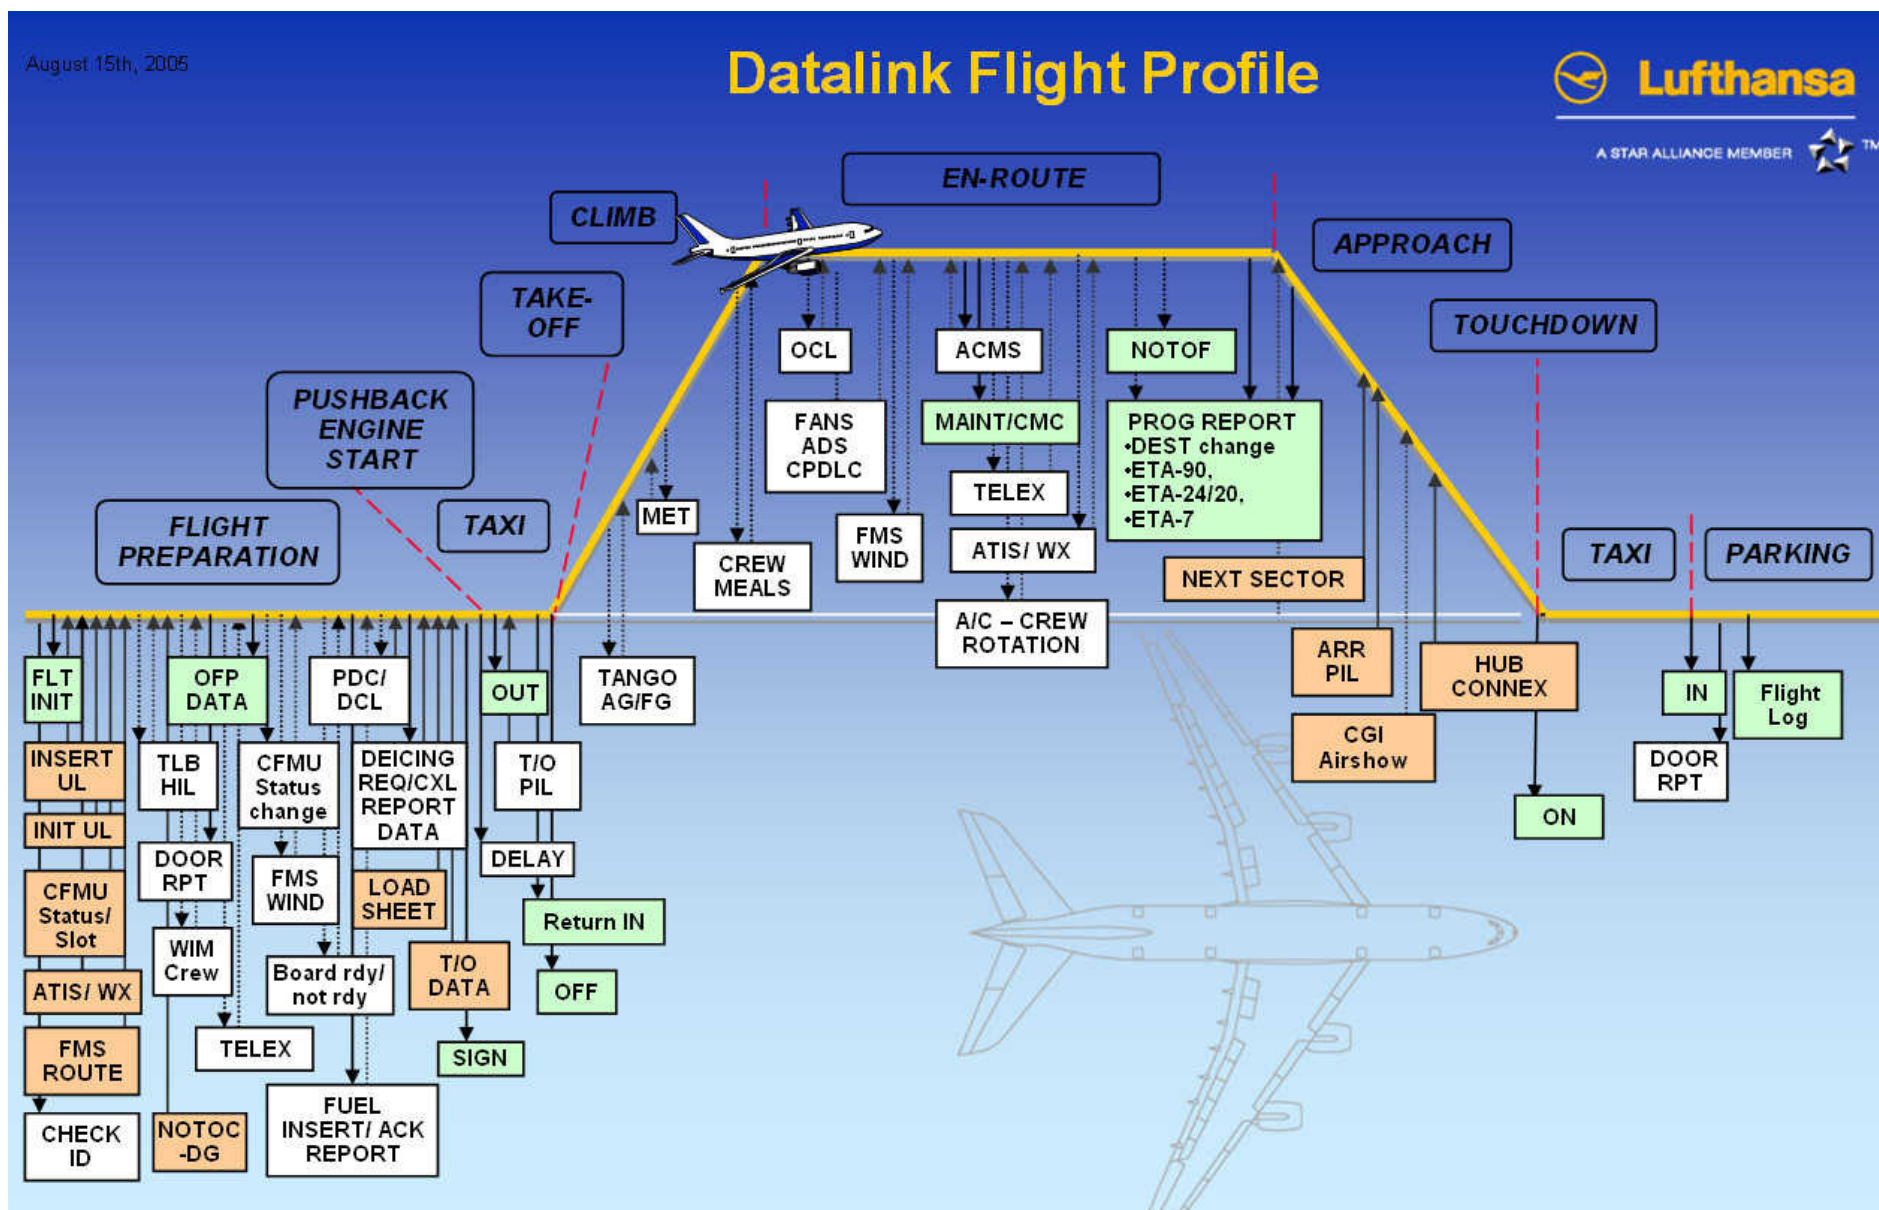 August 15th, 2005
Datalink Flight Profile
Lufthansa
A STAR ALLIANCE MEMBER
TM
EN-ROUTE
CLIMB
APPROACH
TAKE-
OFF
TOUCHDOWN
PUSHBACK
ENGINE
START
FLIGHT
PREPARATION
TAXI
TAXI
PARKING
OCL
ACMS
NOTOF
FANS
ADS
CPDLC
MAINT/CMC
PROG REPORT
•DEST change
•ETA-90,
•ETA-24/20,
•ETA-7
TELEX
MET
FMS
WIND
ATIS/ WX
CREW
MEALS
NEXT SECTOR
A/C – CREW
ROTATION
FLT
INIT
OFP
DATA
PDC/
DCL
OUT
TANGO
AG/FG
ARR
PIL
HUB
CONNEX
IN
Flight
Log
INSERT
UL
TLB
HIL
CFMU
Status
change
DEICING
REQ/CXL
REPORT
DATA
T/O
PIL
CGI
Airshow
DOOR
RPT
INIT UL
ON
DOOR
RPT
FMS
WIND
LOAD
SHEET
DELAY
CFMU
Status/
Slot
Return IN
WIM
Crew
Board rdy/
not rdy
T/O
DATA
OFF
ATIS/ WX
TELEX
SIGN
FMS
ROUTE
CHECK
ID
NOTOC
-DG
FUEL
INSERT/ ACK
REPORT